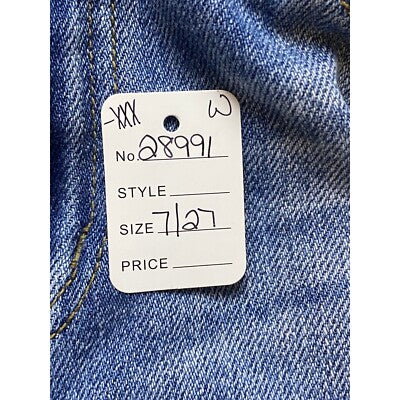 -XXX W
No. 28991
STYLE
SIZE 7/27
PRICE